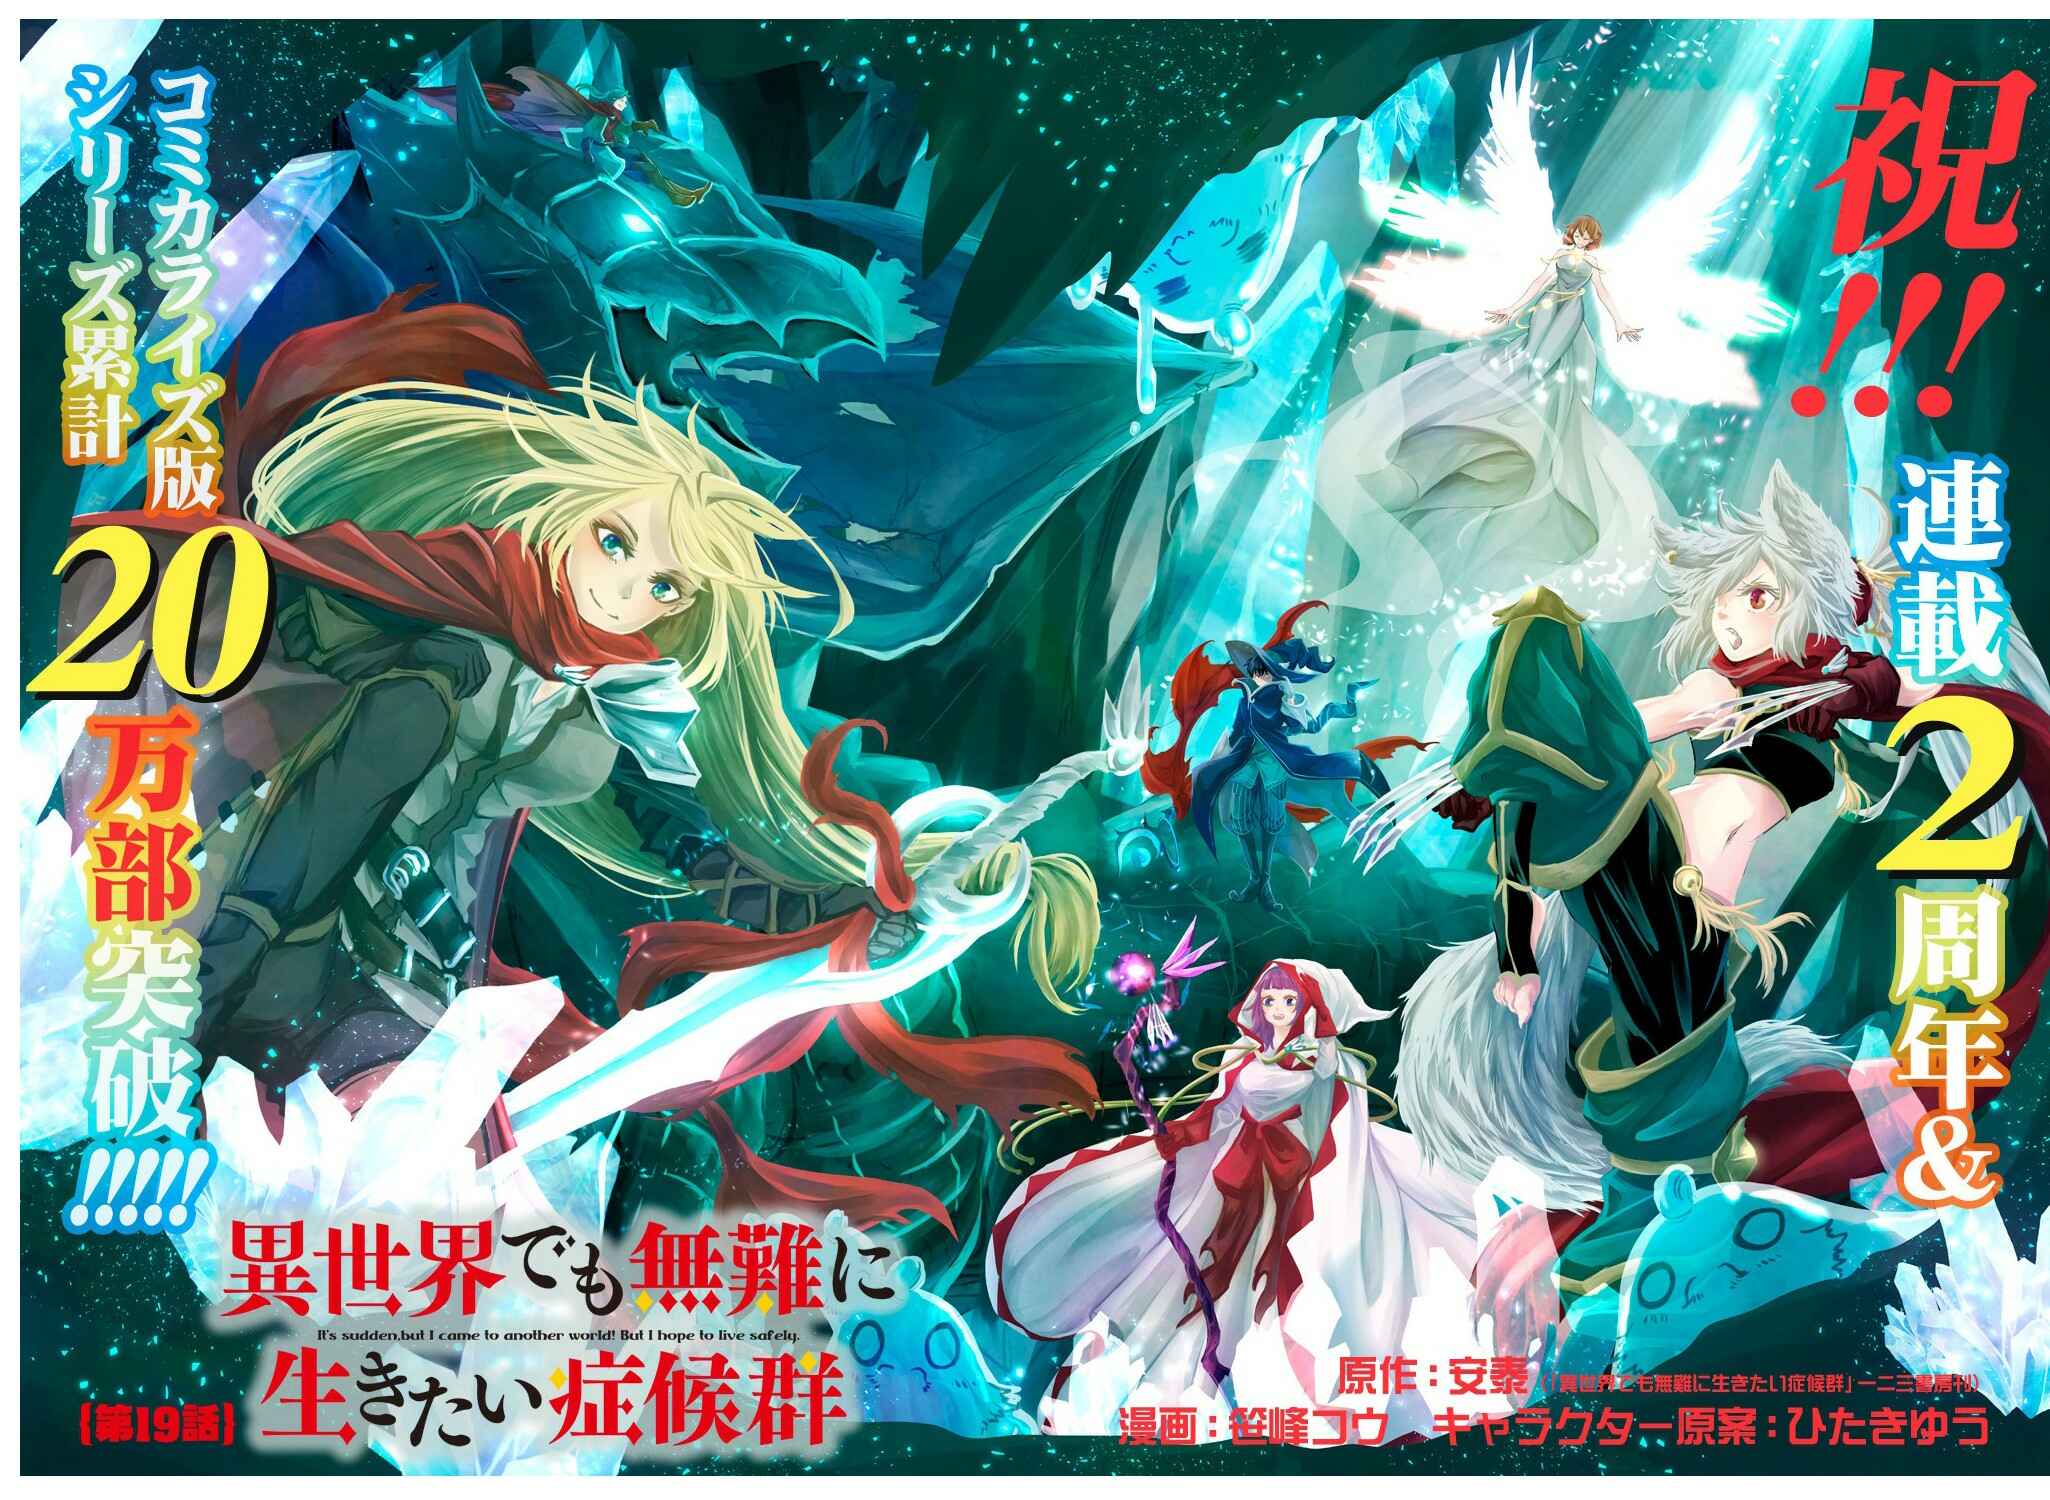 祝!!!
連載2周年&
コミカライズ版
シリーズ累計
20万部突破!!!!!
異世界でも無難に
It's sudden,but I came to another world! But I hope to live safely.
生きたい症候群
{第19話}
原作:安泰(「異世界でも無難に生きたい症候群」一二三書房刊)
漫画:笹峰コウ　キャラクター原案:ひたきゆう